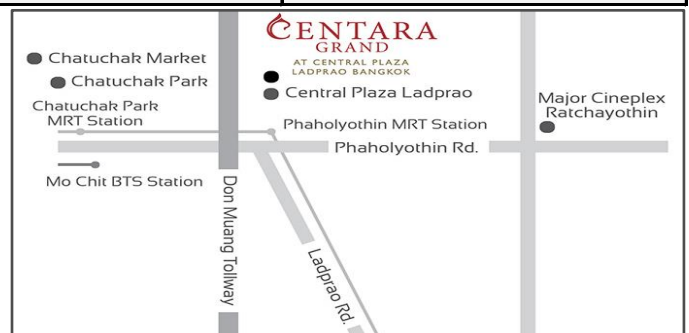 CENTARA
GRAND
AT CENTRAL PLAZA
LADPRAO BANGKOK
Chatuchak Market
Chatuchak Park
Central Plaza Ladprao
Chatuchak Park
MRT Station
Phaholyothin MRT Station
Major Cineplex
Ratchayothin
Phaholyothin Rd.
Mo Chit BTS Station
Don Muang Tollway
Ladprao Rd.